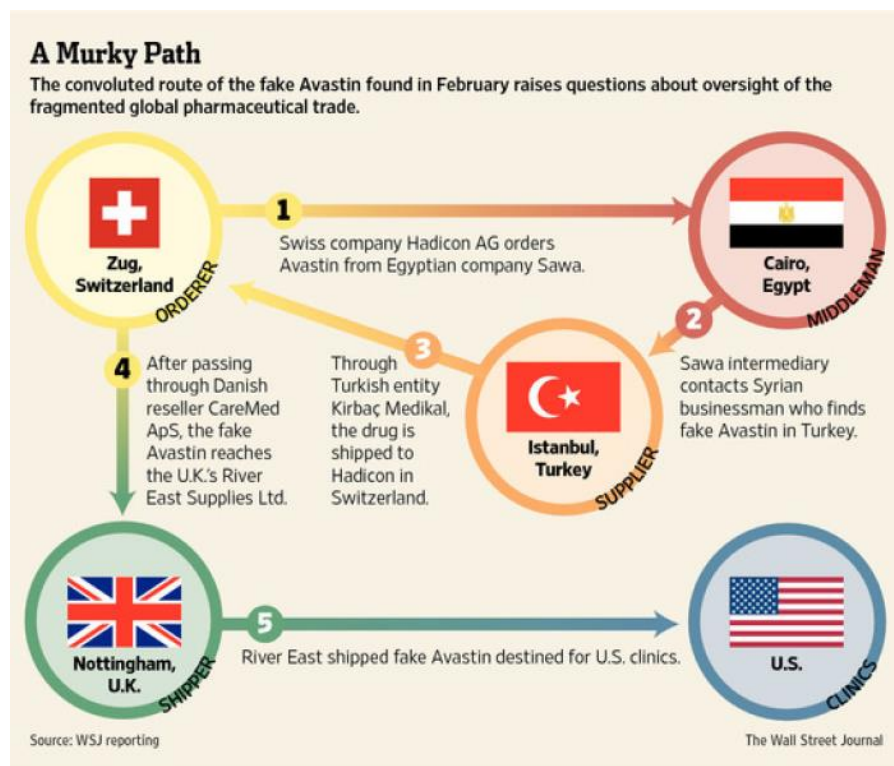 A Murky Path
The convoluted route of the fake Avastin found in February raises questions about oversight of the
fragmented global pharmaceutical trade.
Zug,
Switzerland
ORDERER
1
Swiss company Hadicon AG orders
Avastin from Egyptian company Sawa.
Cairo,
Egypt
MIDDLEMAN
2
Sawa intermediary
contacts Syrian
businessman who finds
fake Avastin in Turkey.
Istanbul,
Turkey
SUPPLIER
3
Through
Turkish entity
Kirbaç Medikal,
the drug is
shipped to
Hadicon in
Switzerland.
4
After passing
through Danish
reseller CareMed
ApS, the fake
Avastin reaches
the U.K.'s River
East Supplies Ltd.
Nottingham,
U.K.
SHIPPER
5
River East shipped fake Avastin destined for U.S. clinics.
U.S.
CLINICS
Source: WSJ reporting
The Wall Street Journal